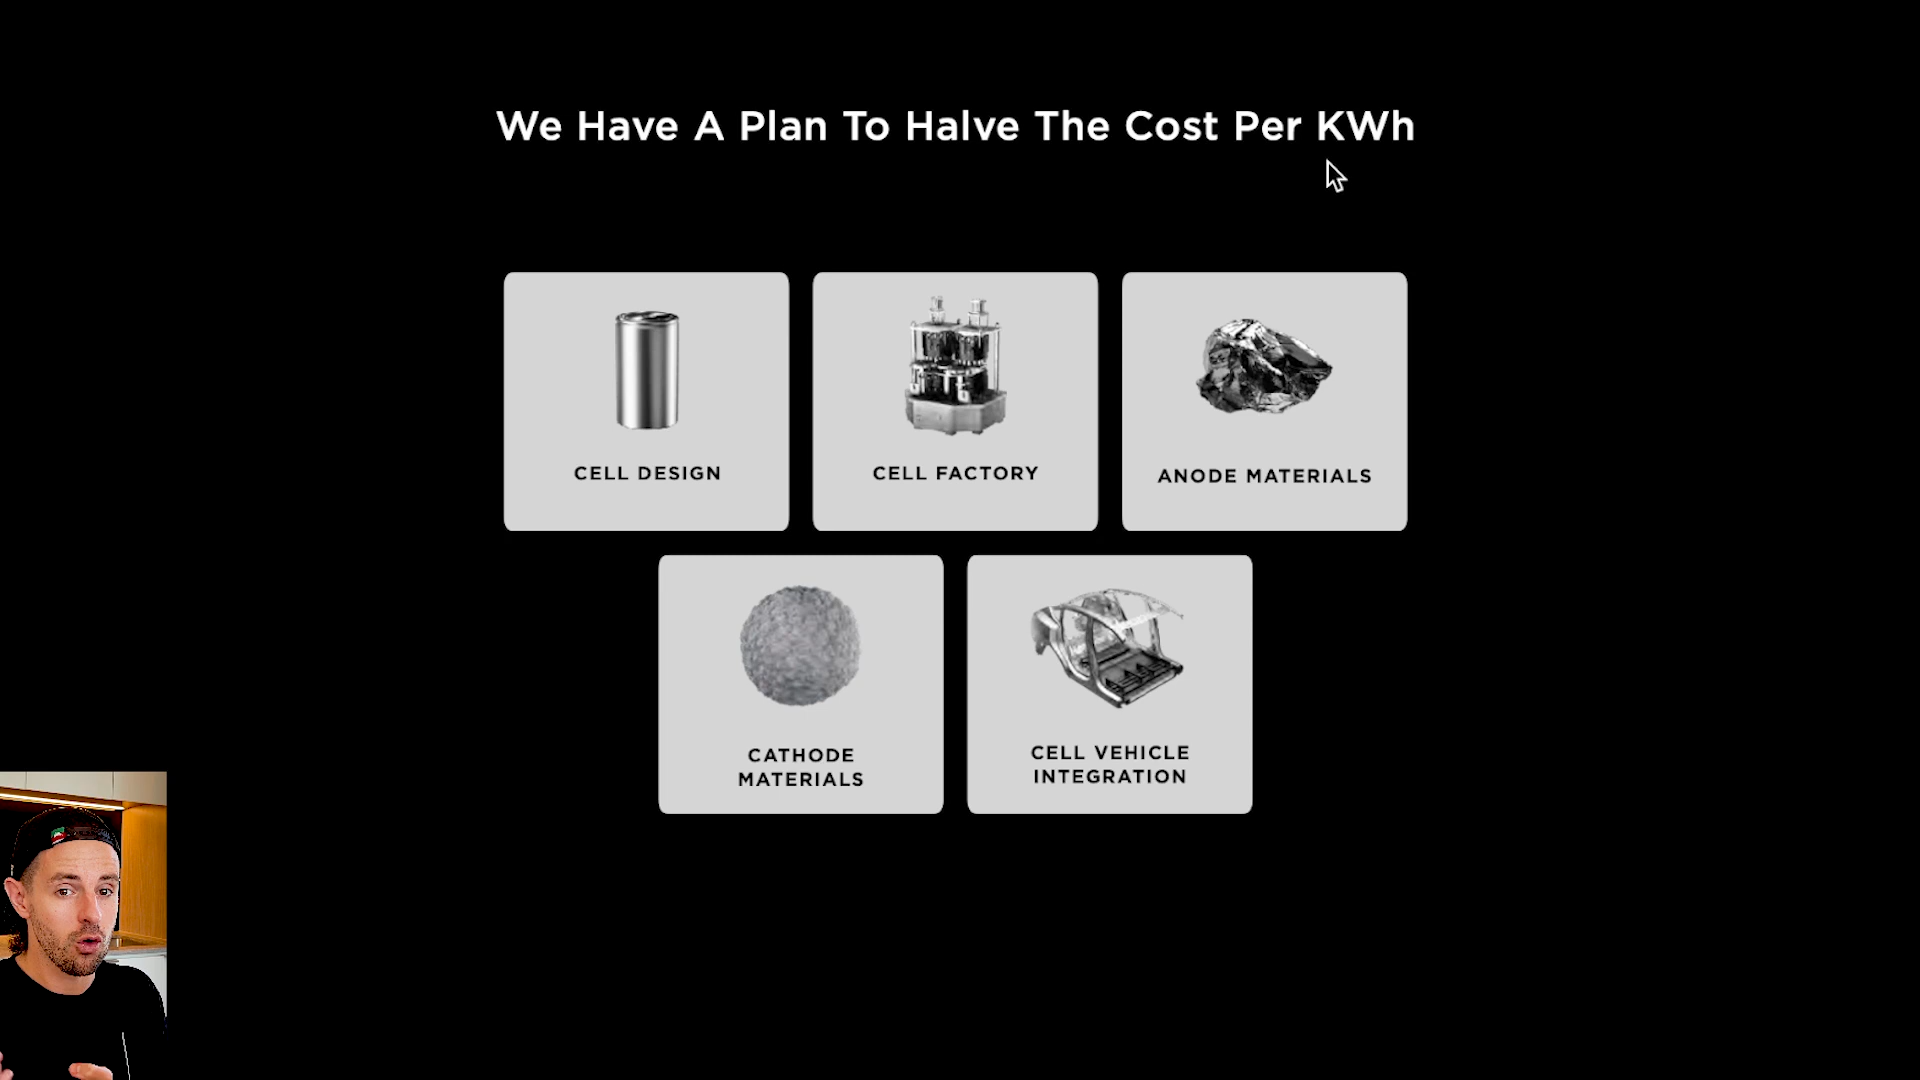 We Have A Plan To Halve The Cost Per KWh
CELL DESIGN
CELL FACTORY
ANODE MATERIALS
CATHODE
MATERIALS
CELL VEHICLE
INTEGRATION